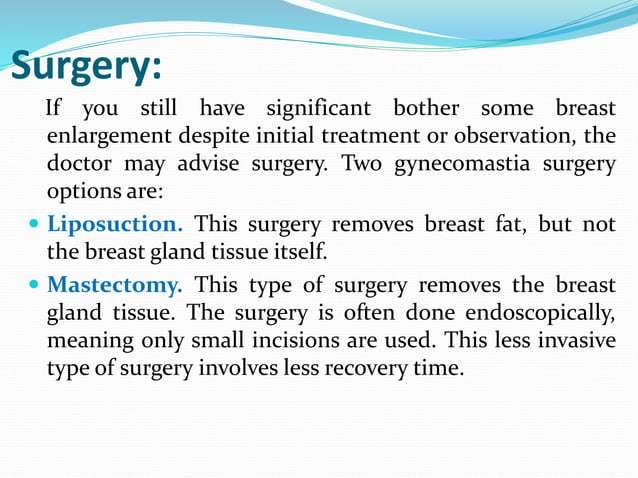 Surgery:
If you still have significant bother some breast
enlargement despite initial treatment or observation, the
doctor may advise surgery. Two gynecomastia surgery
options are:
Liposuction. This surgery removes breast fat, but not
the breast gland tissue itself.
Mastectomy. This type of surgery removes the breast
gland tissue. The surgery is often done endoscopically,
meaning only small incisions are used. This less invasive
type of surgery involves less recovery time.